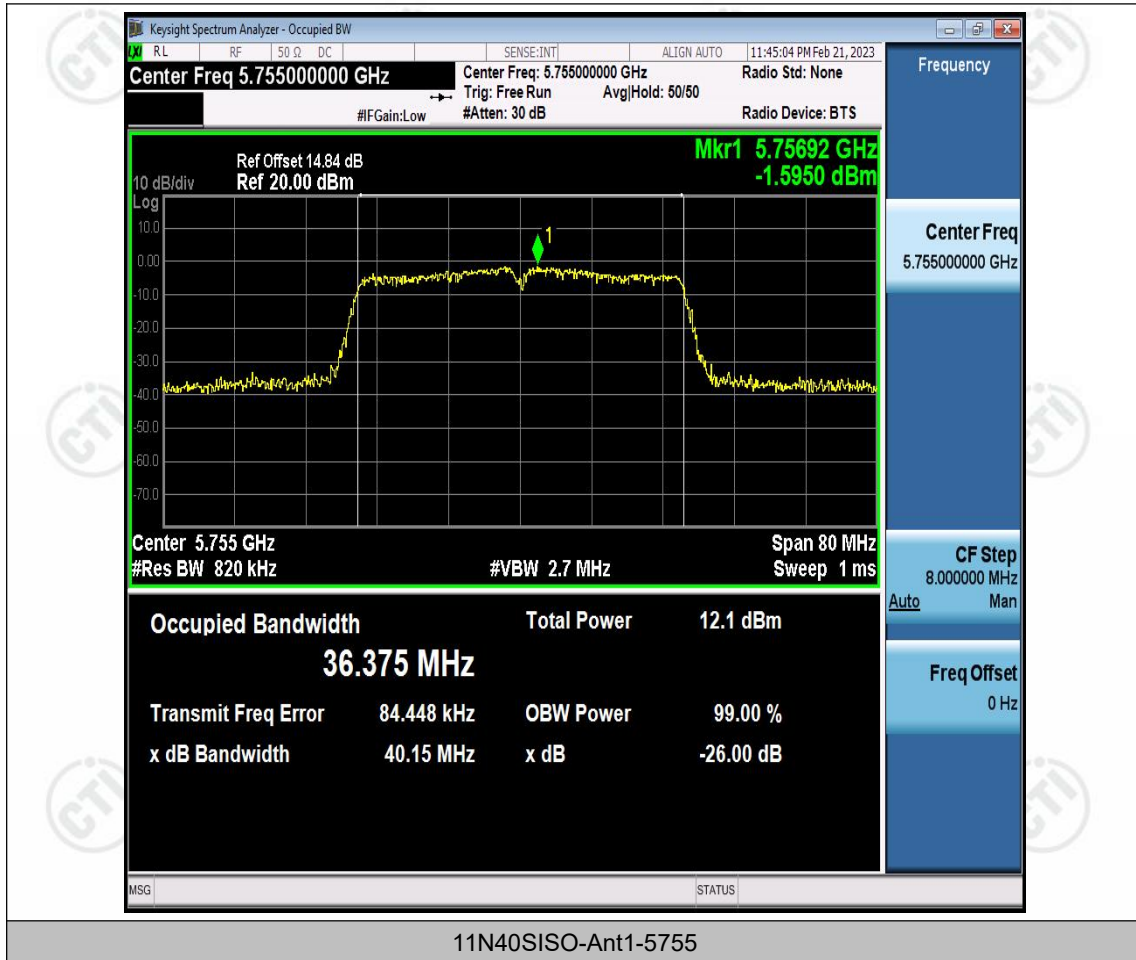 Keysight Spectrum Analyzer - Occupied BW
LXI RL RF 50 Ω DC SENSE:INT ALIGN AUTO 11:45:04 PM Feb 21, 2023
Center Freq 5.755000000 GHz
Center Freq: 5.755000000 GHz Radio Std: None
Trig: Free Run Avg|Hold: 50/50
#IFGain:Low #Atten: 30 dB Radio Device: BTS
Frequency
Mkr1 5.75692 GHz
-1.5950 dBm
Ref Offset 14.84 dB
10 dB/div Ref 20.00 dBm
Log
10.0
0.00
-10.0
-20.0
-30.0
-40.0
-50.0
-60.0
-70.0
1
Center 5.755 GHz Span 80 MHz
#Res BW 820 kHz #VBW 2.7 MHz Sweep 1 ms
Center Freq
5.755000000 GHz
CF Step
8.000000 MHz
Auto Man
Freq Offset
0 Hz
Occupied Bandwidth Total Power 12.1 dBm
36.375 MHz
Transmit Freq Error 84.448 kHz OBW Power 99.00 %
x dB Bandwidth 40.15 MHz x dB -26.00 dB
MSG STATUS
11N40SISO-Ant1-5755
CTI
CTI
CTI
CTI
CTI
CTI